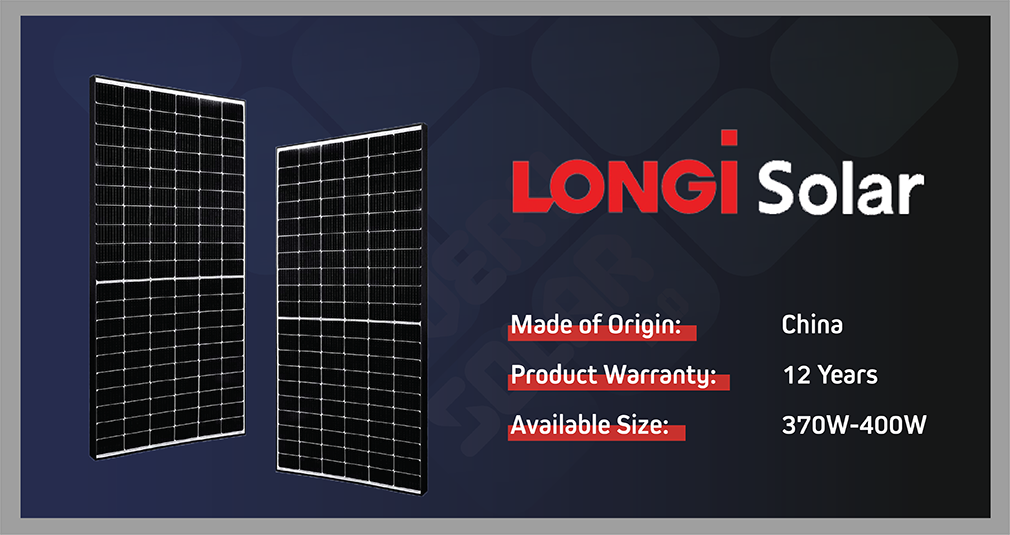 LONGi Solar
Made of Origin: China
Product Warranty: 12 Years
Available Size: 370W-400W